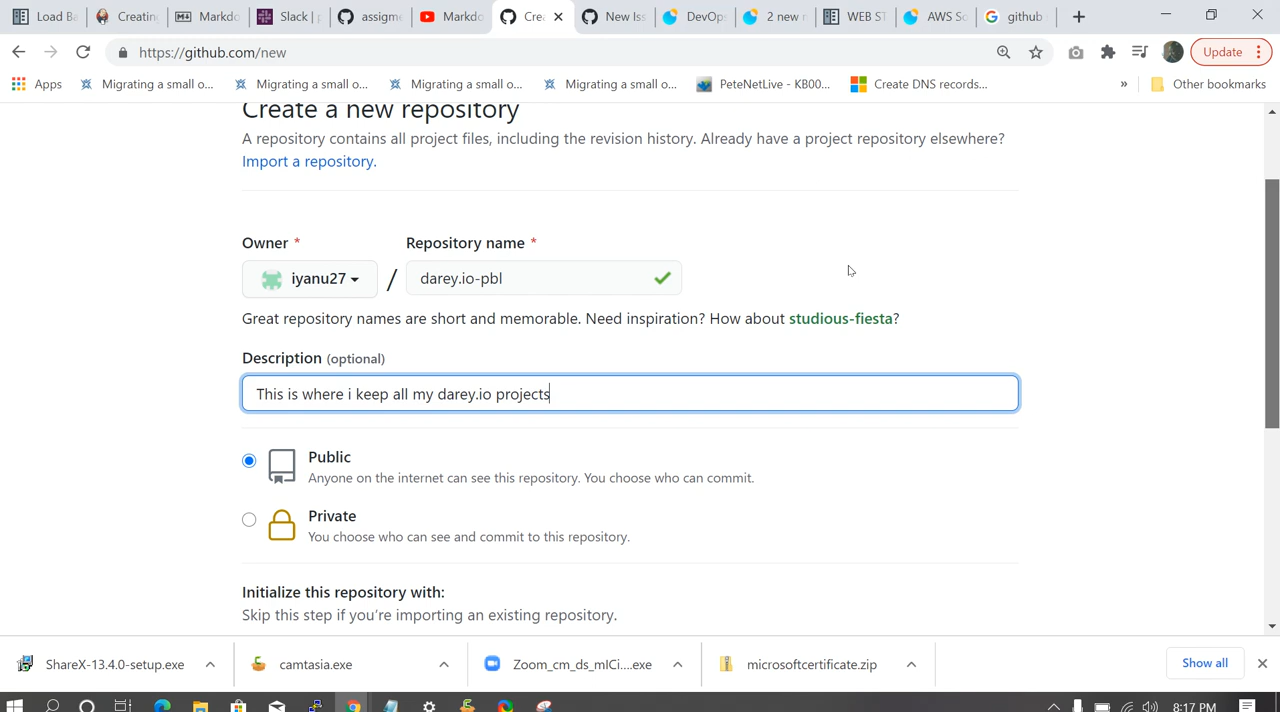 Load Ba
Creatin
Markdo
Slack | p
assigme
Markdo
Crea
New Iss
DevOp
2 new n
WEB ST
AWS So
github
https://github.com/new
Update
Apps
Migrating a small o...
Migrating a small o...
Migrating a small o...
Migrating a small o...
PeteNetLive - KB00...
Create DNS records...
»
Other bookmarks
Create a new repository
A repository contains all project files, including the revision history. Already have a project repository elsewhere?
Import a repository.
Owner *
Repository name *
iyanu27
/
darey.io-pbl
Great repository names are short and memorable. Need inspiration? How about studious-fiesta?
Description (optional)
This is where i keep all my darey.io projects
Public
Anyone on the internet can see this repository. You choose who can commit.
Private
You choose who can see and commit to this repository.
Initialize this repository with:
Skip this step if you're importing an existing repository.
ShareX-13.4.0-setup.exe
camtasia.exe
Zoom_cm_ds_mlCi....exe
microsoftcertificate.zip
Show all
8:17 PM